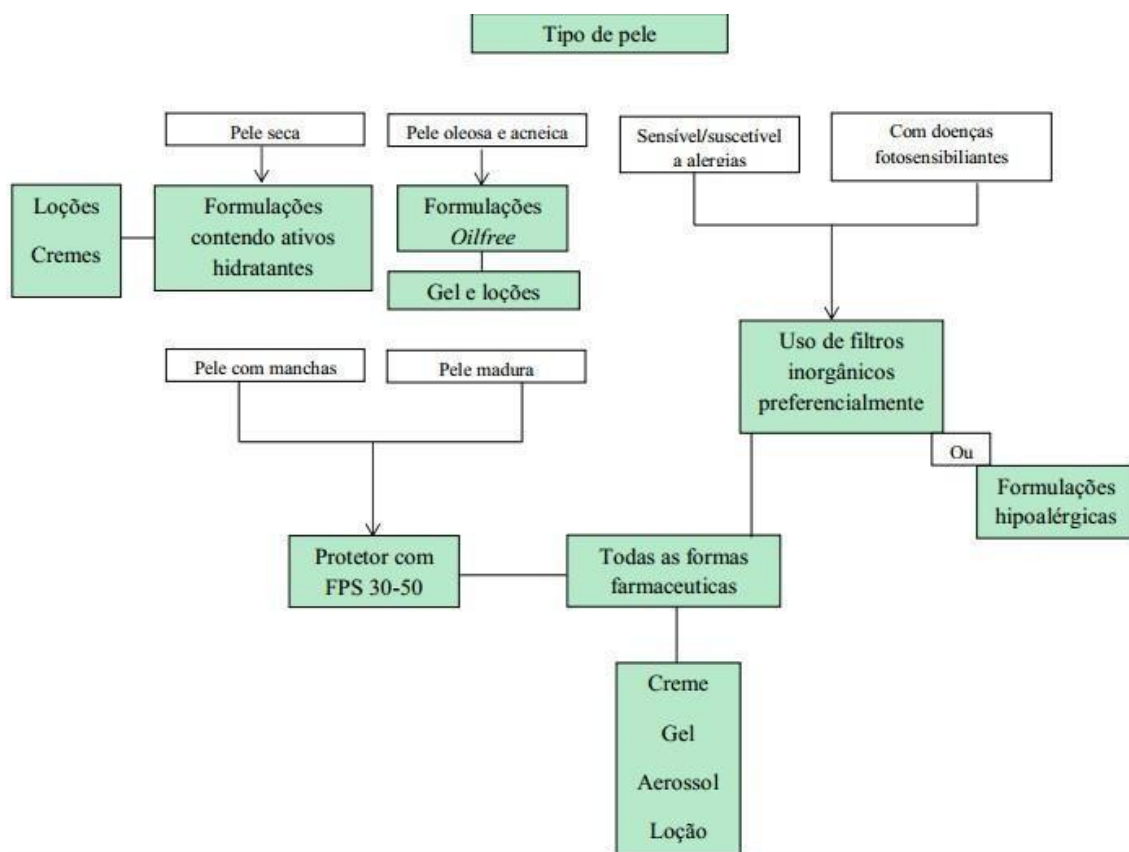 Tipo de pele
Pele seca
Pele oleosa e acneica
Sensível/suscetível
a alergias
Com doenças
fotosensibiliantes
Loções
Cremes
Formulações
contendo ativos
hidratantes
Formulações
Oilfree
Gel e loções
Pele com manchas
Pele madura
Uso de filtros
inorgânicos
preferencialmente
Ou
Formulações
hipoalérgicas
Protetor com
FPS 30-50
Todas as formas
farmaceuticas
Creme
Gel
Aerossol
Loção